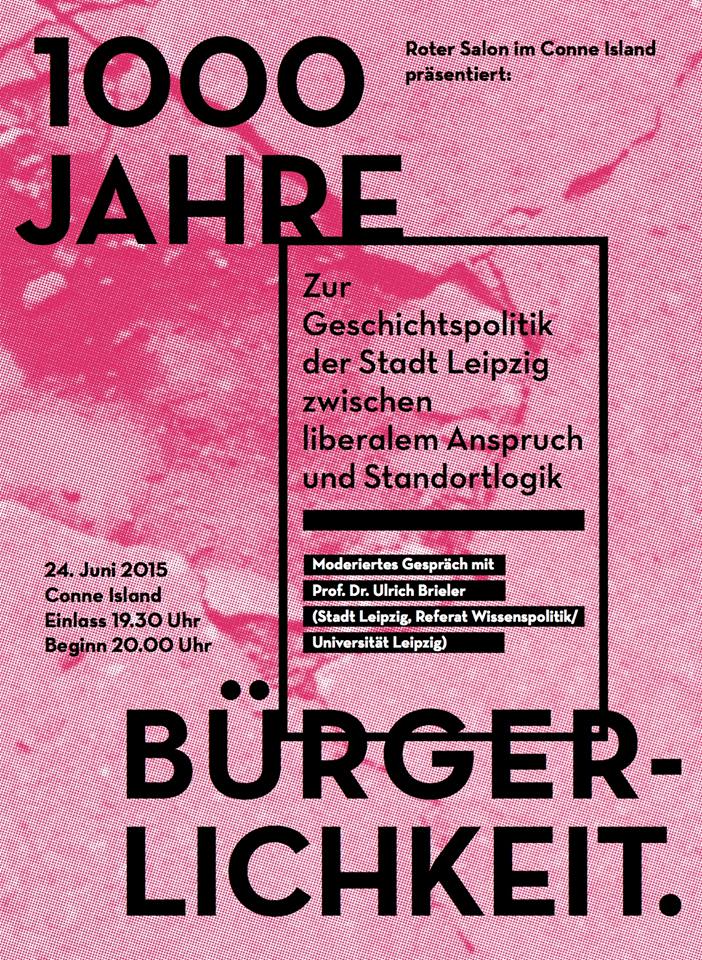 1000
JAHRE
Roter Salon im Conne Island
präsentiert:
Zur
Geschichtspolitik
der Stadt Leipzig
zwischen
liberalem Anspruch
und Standortlogik
Moderiertes Gespräch mit
Prof. Dr. Ulrich Brieler
(Stadt Leipzig, Referat Wissenspolitik/
Universität Leipzig)
24. Juni 2015
Conne Island
Einlass 19.30 Uhr
Beginn 20.00 Uhr
BÜRGER-
LICHKEIT.